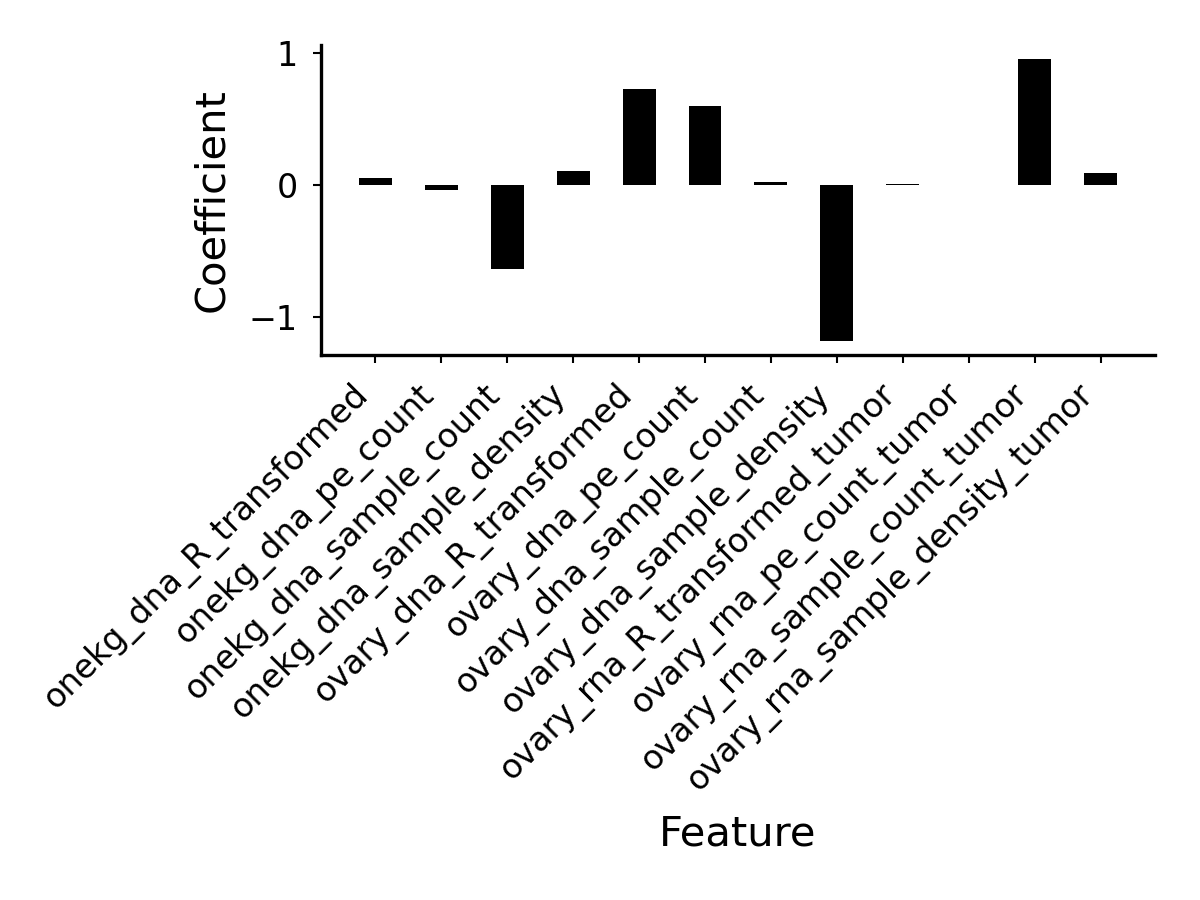 Coefficient
1
0
−1
onekg_dna_R_transformed
onekg_dna_pe_count
onekg_dna_sample_count
onekg_dna_sample_density
ovary_dna_R_transformed
ovary_dna_pe_count
ovary_dna_sample_count
ovary_dna_sample_density
ovary_rna_R_transformed_tumor
ovary_rna_pe_count_tumor
ovary_rna_sample_count_tumor
ovary_rna_sample_density_tumor
Feature